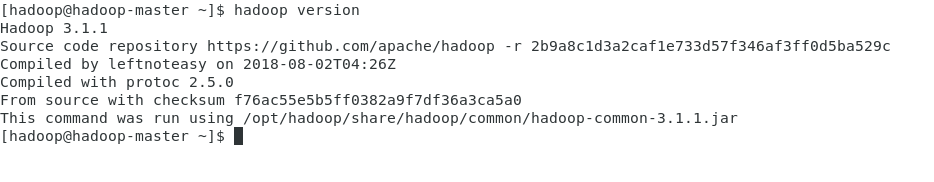 [hadoop@hadoop-master ~]$ hadoop version
Hadoop 3.1.1
Source code repository https://github.com/apache/hadoop -r 2b9a8c1d3a2caf1e733d57f346af3ff0d5ba529c
Compiled by leftnoteasy on 2018-08-02T04:26Z
Compiled with protoc 2.5.0
From source with checksum f76ac55e5b5ff0382a9f7df36a3ca5a0
This command was run using /opt/hadoop/share/hadoop/common/hadoop-common-3.1.1.jar
[hadoop@hadoop-master ~]$